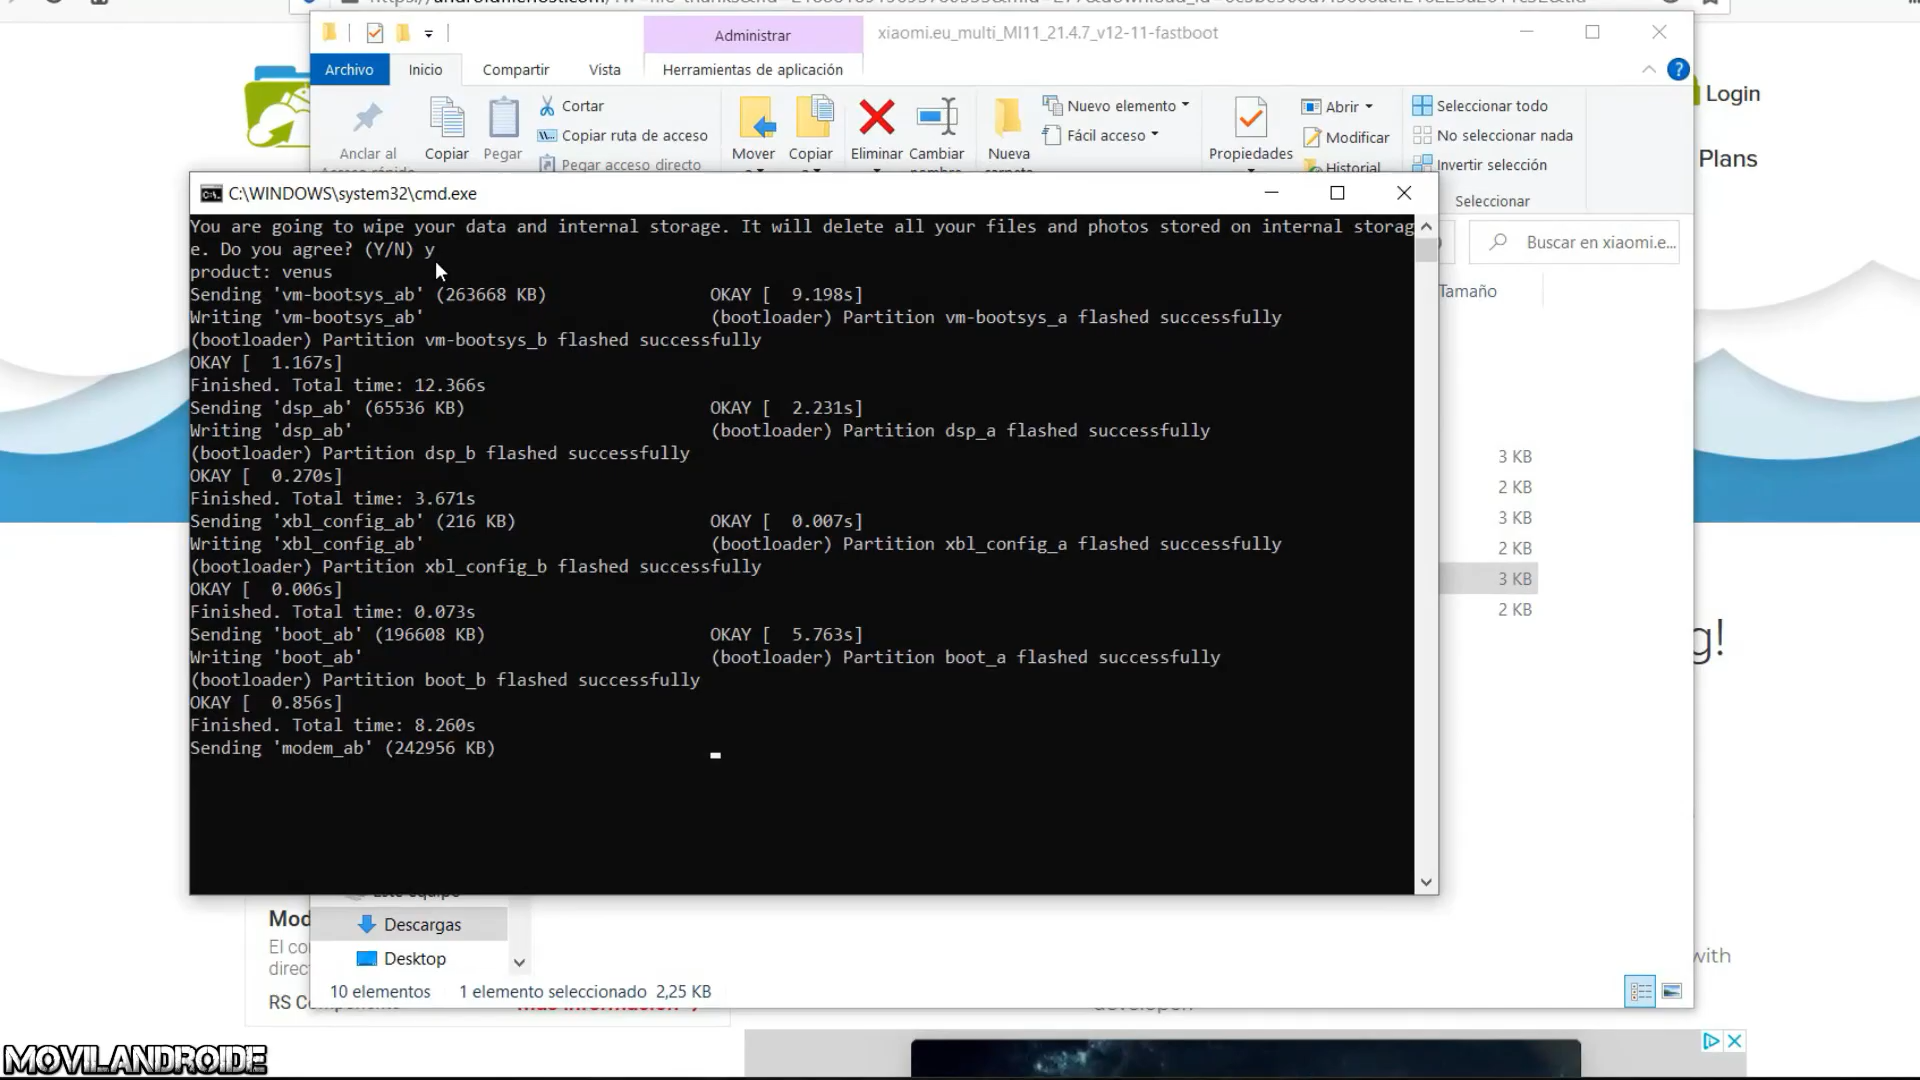 Administrar
xiaomi.eu_multi_MI11_21.4.7_v12-11-fastboot
Archivo
Inicio
Compartir
Vista
Herramientas de aplicación
Login
Anclar al
Copiar
Pegar
Cortar
Copiar ruta de acceso
Pegar acceso directo
Mover
Copiar
Eliminar
Cambiar
Nueva
Nuevo elemento
Fácil acceso
Propiedades
Abrir
Modificar
Historial
Seleccionar todo
No seleccionar nada
Invertir selección
Seleccionar
Plans
Buscar en xiaomi.e...
Tamaño
C:\WINDOWS\system32\cmd.exe
You are going to wipe your data and internal storage. It will delete all your files and photos stored on internal storag
e. Do you agree? (Y/N) y
product: venus
Sending 'vm-bootsys_ab' (263668 KB) OKAY [  9.198s]
Writing 'vm-bootsys_ab' (bootloader) Partition vm-bootsys_a flashed successfully
(bootloader) Partition vm-bootsys_b flashed successfully
OKAY [  1.167s]
Finished. Total time: 12.366s
Sending 'dsp_ab' (65536 KB) OKAY [  2.231s]
Writing 'dsp_ab' (bootloader) Partition dsp_a flashed successfully
(bootloader) Partition dsp_b flashed successfully
OKAY [  0.270s]
Finished. Total time: 3.671s
Sending 'xbl_config_ab' (216 KB) OKAY [  0.007s]
Writing 'xbl_config_ab' (bootloader) Partition xbl_config_a flashed successfully
(bootloader) Partition xbl_config_b flashed successfully
OKAY [  0.006s]
Finished. Total time: 0.073s
Sending 'boot_ab' (196608 KB) OKAY [  5.763s]
Writing 'boot_ab' (bootloader) Partition boot_a flashed successfully
(bootloader) Partition boot_b flashed successfully
OKAY [  0.856s]
Finished. Total time: 8.260s
Sending 'modem_ab' (242956 KB)
3 KB
2 KB
3 KB
2 KB
3 KB
2 KB
g!
Descargas
Desktop
10 elementos
1 elemento seleccionado 2,25 KB
Mod
El co
direc
with
MOVILANDROIDE